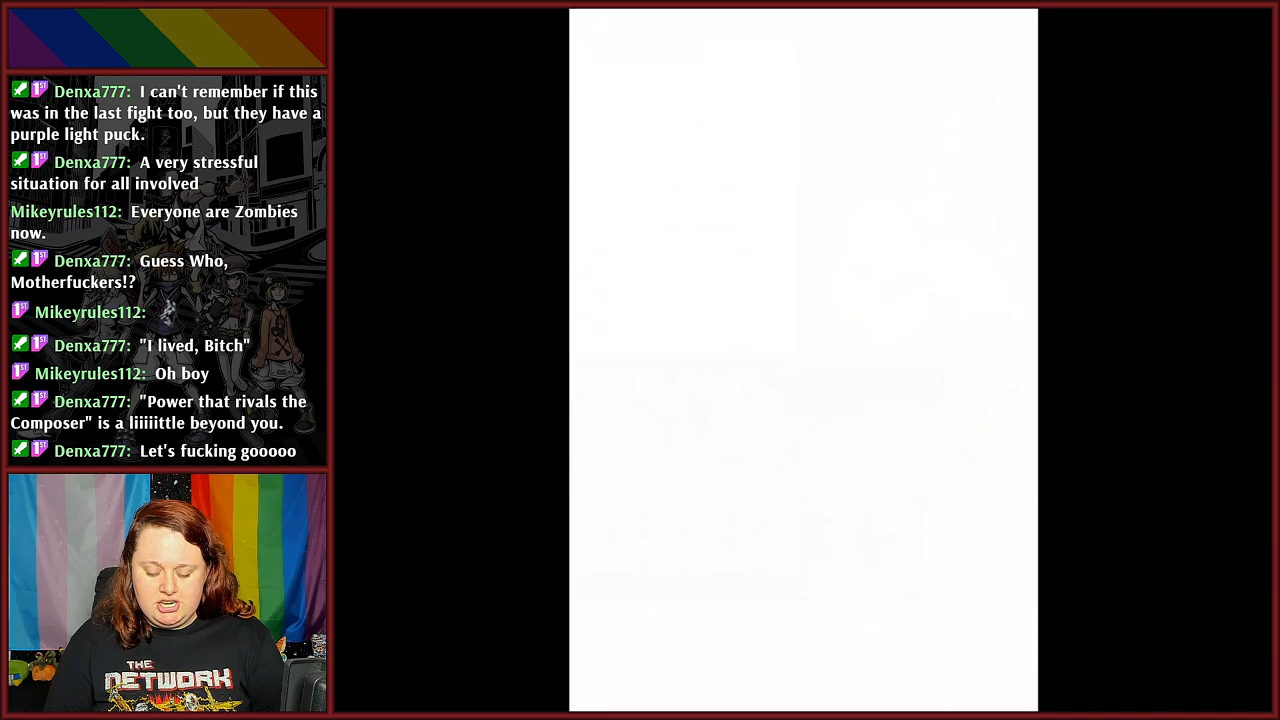 Denxa777: I can't remember if this
was in the last fight too, but they have a
purple light puck.
Denxa777: A very stressful
situation for all involved
Mikeyrules112: Everyone are Zombies
now.
Denxa777: Guess Who,
Motherfuckers!?
Mikeyrules112:
Denxa777: "I lived, Bitch"
Mikeyrules112: Oh boy
Denxa777: "Power that rivals the
Composer" is a liiiiittle beyond you.
Denxa777: Let's fucking gooooo
THE
NETWORK